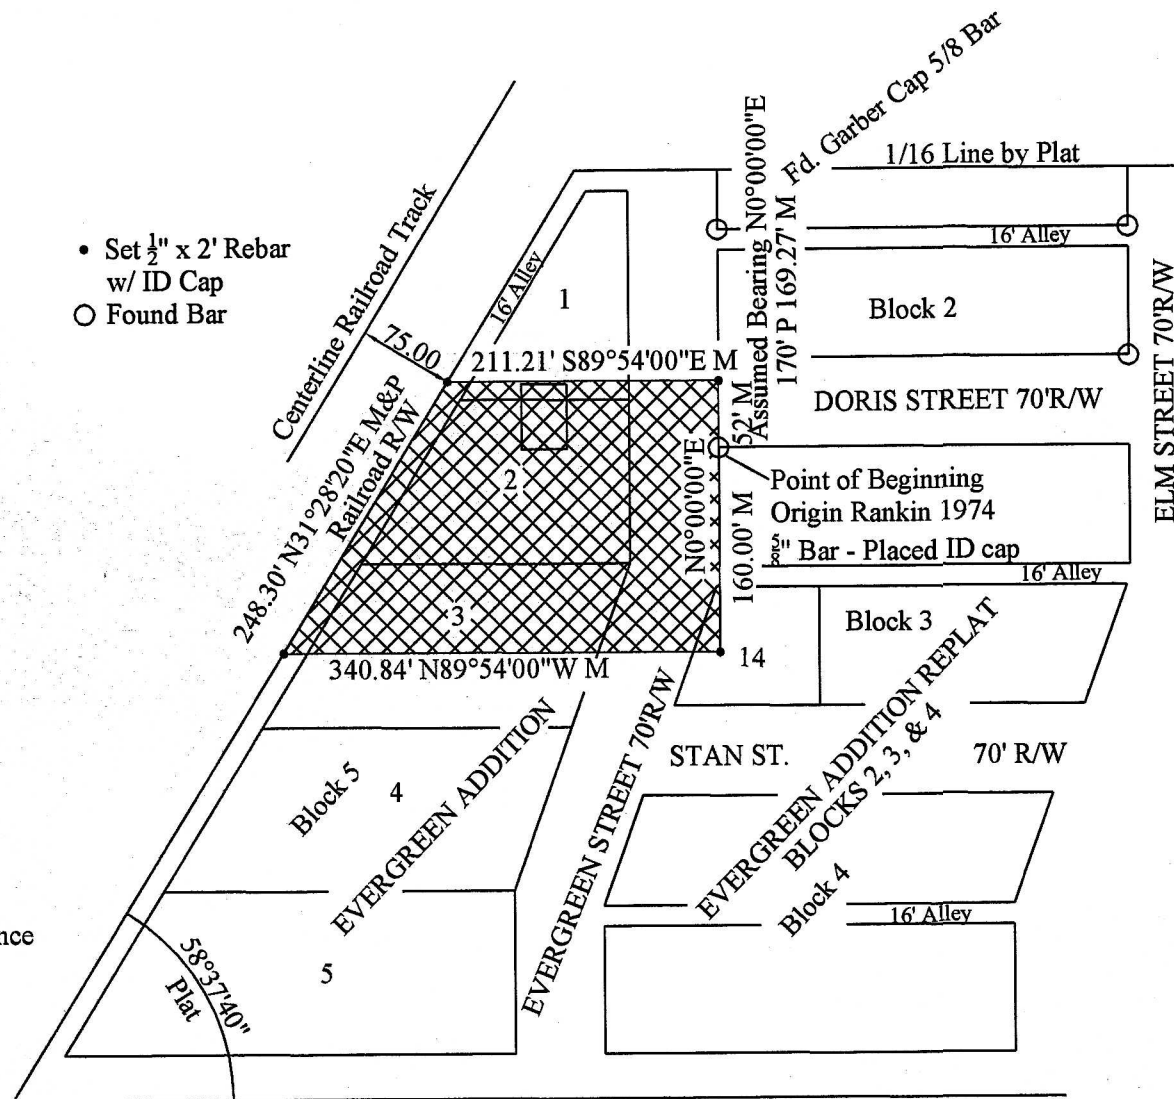 Fd. Garber Cap 5/8 Bar
1/16 Line by Plat
Assumed Bearing N0°00'00"E
170' P 169.27' M
16' Alley
• Set ½" x 2' Rebar
w/ ID Cap
○ Found Bar
Centerline Railroad Track
16' Alley
1
Block 2
ELM STREET 70'R/W
75.00
211.21' S89°54'00"E M
52' M
DORIS STREET 70'R/W
248.30' N31°28'20"E M&P
Railroad R/W
2
N0°00'00"E
160.00' M
Point of Beginning
Origin Rankin 1974
⅝" Bar - Placed ID cap
16' Alley
3
Block 3
14
340.84' N89°54'00"W M
STAN ST.
70' R/W
EVERGREEN STREET 70'R/W
EVERGREEN ADDITION
EVERGREEN ADDITION REPLAT
BLOCKS 2, 3, & 4
Block 5
4
Block 4
16' Alley
nce
58°37'40"
Plat
5